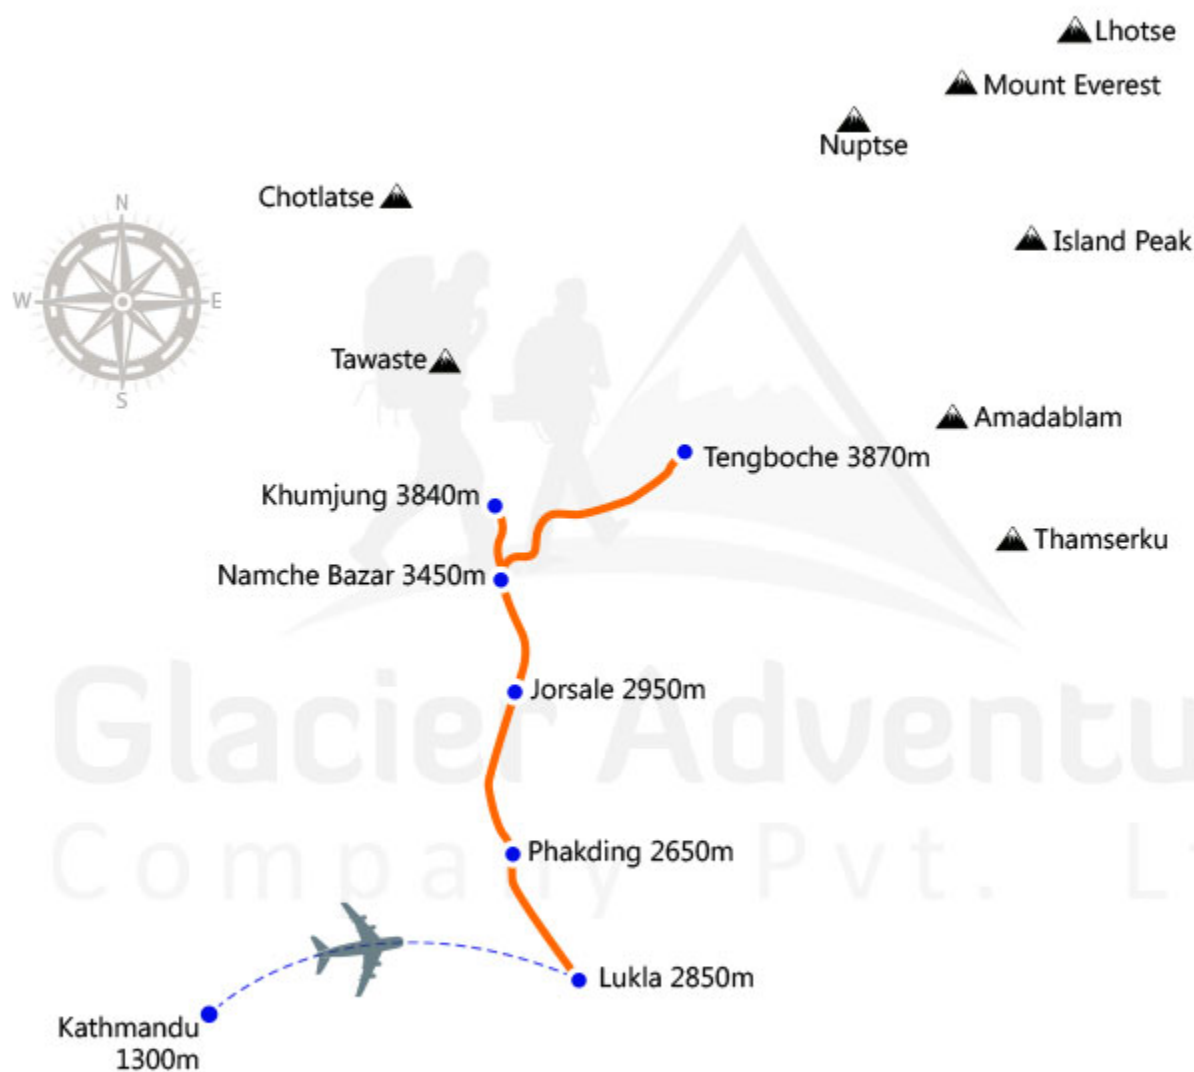 Lhotse
Mount Everest
Nuptse
Chotlatse
N
W
E
S
Island Peak
Tawaste
Amadablam
Tengboche 3870m
Khumjung 3840m
Thamserku
Namche Bazar 3450m
Jorsale 2950m
Glacier Adventu
Phakding 2650m
Company Pvt. L
Lukla 2850m
Kathmandu
1300m